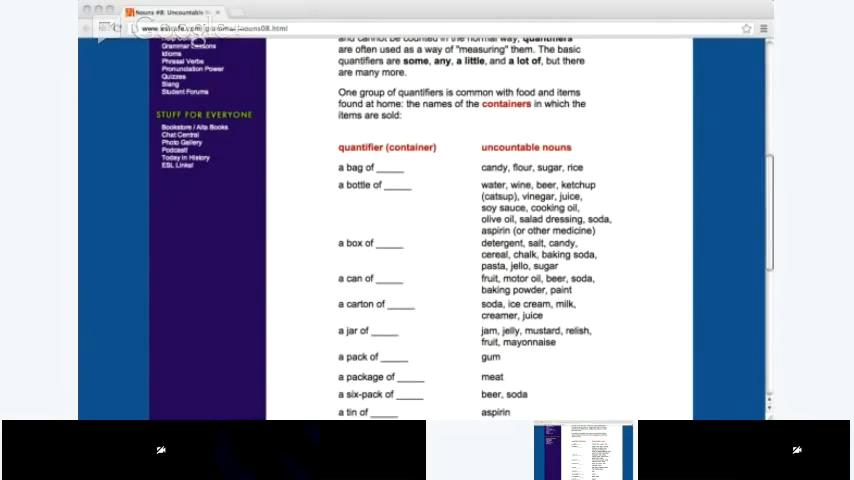 Nouns #8: Uncountable
Google
Grammar Lessons
Idioms
Phrasal Verbs
Pronunciation Power
Quizzes
Slang
Student Forums
STUFF FOR EVERYONE
Bookstore / Alta Books
Chat Central
Photo Gallery
Podcast!
Today in History
ESL Links!
and cannot be counted in the normal way, quantifiers
are often used as a way of "measuring" them. The basic
quantifiers are some, any, a little, and a lot of, but there
are many more.
One group of quantifiers is common with food and items
found at home: the names of the containers in which the
items are sold:
quantifier (container) uncountable nouns
a bag of _____ candy, flour, sugar, rice
a bottle of _____ water, wine, beer, ketchup
(catsup), vinegar, juice,
soy sauce, cooking oil,
olive oil, salad dressing, soda,
aspirin (or other medicine)
a box of _____ detergent, salt, candy,
cereal, chalk, baking soda,
pasta, jello, sugar
a can of _____ fruit, motor oil, beer, soda,
baking powder, paint
a carton of _____ soda, ice cream, milk,
creamer, juice
a jar of _____ jam, jelly, mustard, relish,
fruit, mayonnaise
a pack of _____ gum
a package of _____ meat
a six-pack of _____ beer, soda
a tin of _____ aspirin